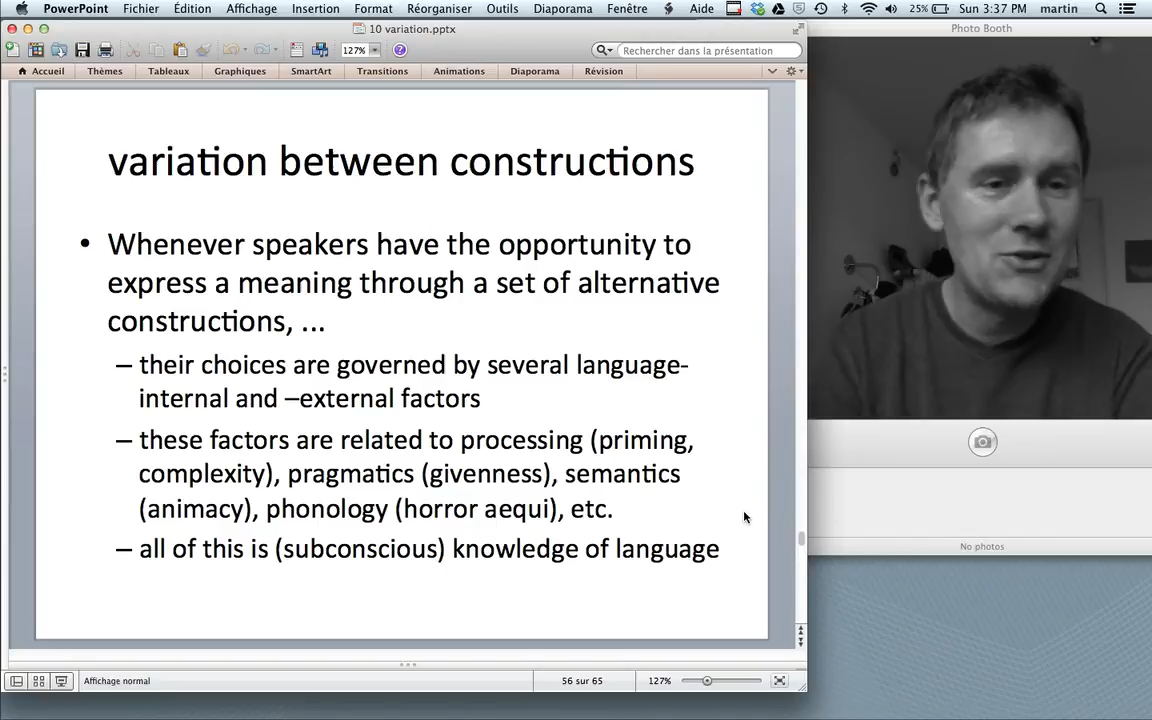 PowerPoint Fichier Édition Affichage Insertion Format Réorganiser Outils Diaporama Fenêtre Aide 25% Sun 3:37 PM martin
10 variation.pptx
Photo Booth
127% Rechercher dans la présentation
Accueil Thèmes Tableaux Graphiques SmartArt Transitions Animations Diaporama Révision
variation between constructions
• Whenever speakers have the opportunity to
express a meaning through a set of alternative
constructions, ...
– their choices are governed by several language-
internal and –external factors
– these factors are related to processing (priming,
complexity), pragmatics (givenness), semantics
(animacy), phonology (horror aequi), etc.
– all of this is (subconscious) knowledge of language
No photos
Affichage normal 56 sur 65 127%